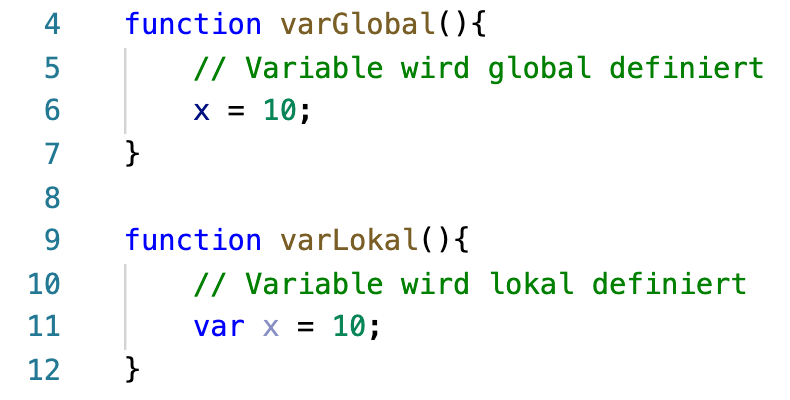 4 function varGlobal(){
5 // Variable wird global definiert
6 x = 10;
7 }
8
9 function varLokal(){
10 // Variable wird lokal definiert
11 var x = 10;
12 }